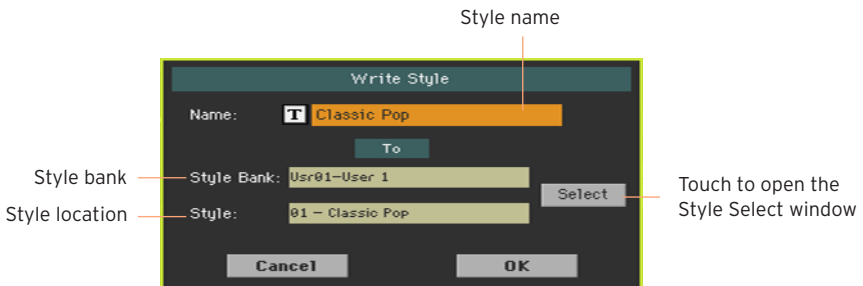 Style name
Write Style
Name: T Classic Pop
To
Style bank
Style Bank: Usr01-User 1
Select
Touch to open the
Style Select window
Style location
Style: 01 - Classic Pop
Cancel OK